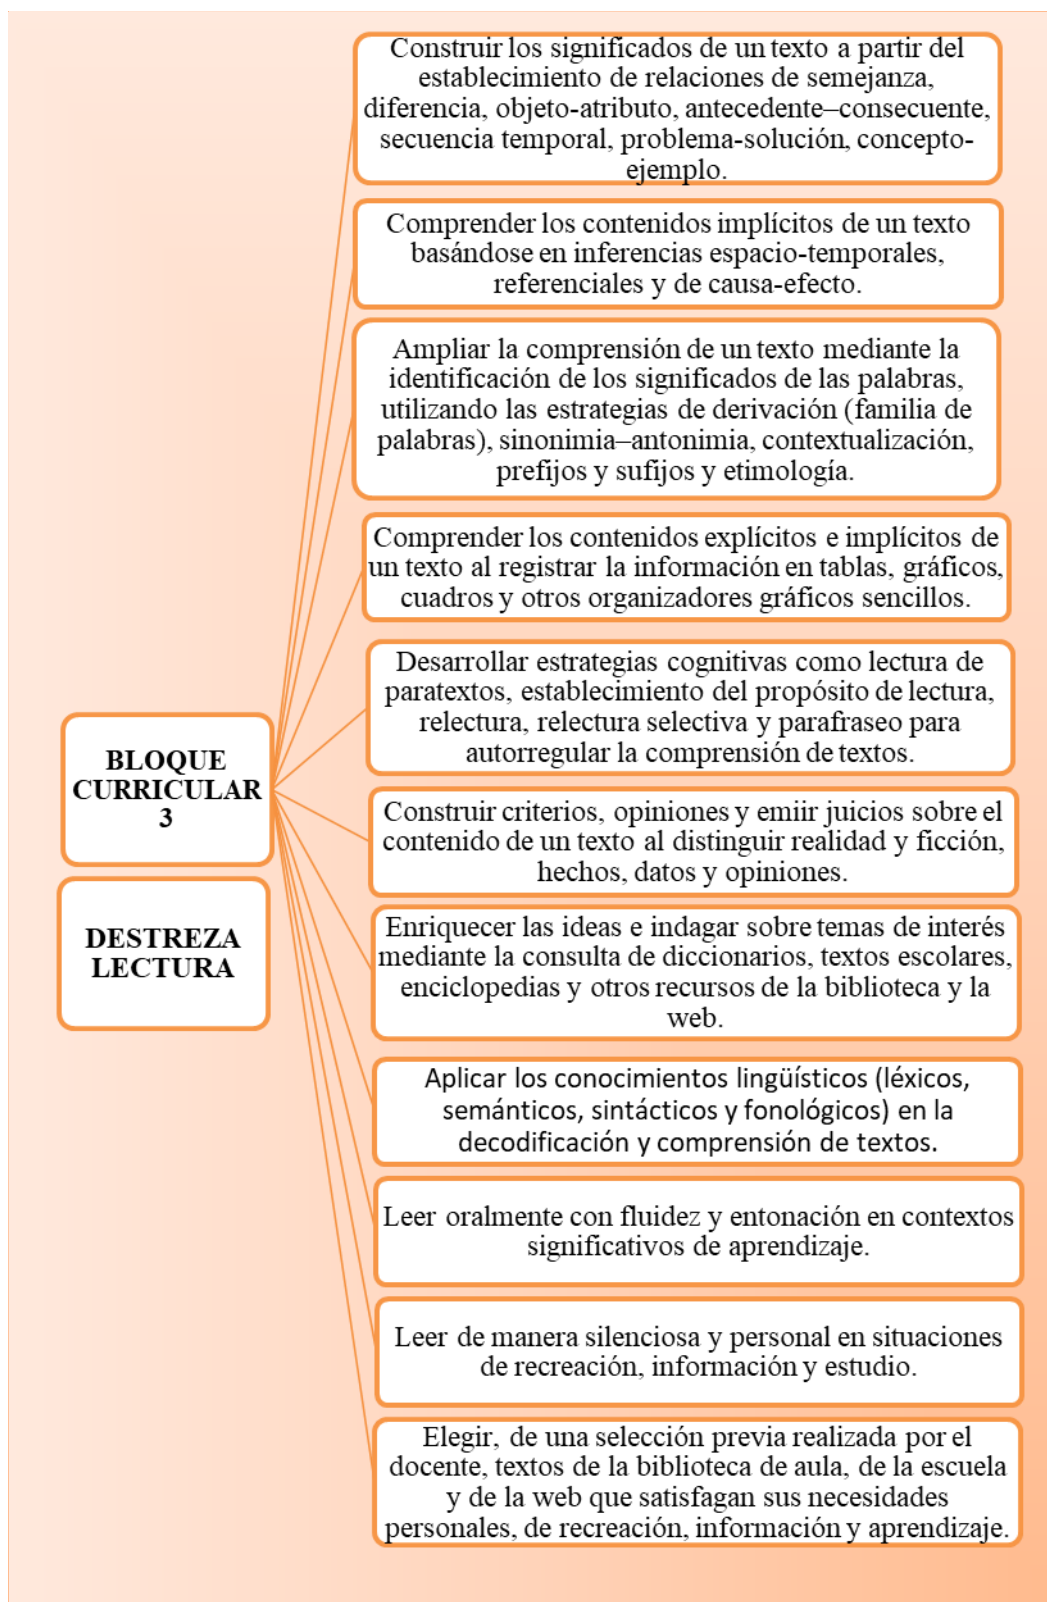 Construir los significados de un texto a partir del
establecimiento de relaciones de semejanza,
diferencia, objeto-atributo, antecedente–consecuente,
secuencia temporal, problema-solución, concepto-
ejemplo.
Comprender los contenidos implícitos de un texto
basándose en inferencias espacio-temporales,
referenciales y de causa-efecto.
Ampliar la comprensión de un texto mediante la
identificación de los significados de las palabras,
utilizando las estrategias de derivación (familia de
palabras), sinonimia–antonimia, contextualización,
prefijos y sufijos y etimología.
Comprender los contenidos explícitos e implícitos de
un texto al registrar la información en tablas, gráficos,
cuadros y otros organizadores gráficos sencillos.
Desarrollar estrategias cognitivas como lectura de
paratextos, establecimiento del propósito de lectura,
relectura, relectura selectiva y parafraseo para
autorregular la comprensión de textos.
BLOQUE
CURRICULAR
3
DESTREZA
LECTURA
Construir criterios, opiniones y emiir juicios sobre el
contenido de un texto al distinguir realidad y ficción,
hechos, datos y opiniones.
Enriquecer las ideas e indagar sobre temas de interés
mediante la consulta de diccionarios, textos escolares,
enciclopedias y otros recursos de la biblioteca y la
web.
Aplicar los conocimientos lingüísticos (léxicos,
semánticos, sintácticos y fonológicos) en la
decodificación y comprensión de textos.
Leer oralmente con fluidez y entonación en contextos
significativos de aprendizaje.
Leer de manera silenciosa y personal en situaciones
de recreación, información y estudio.
Elegir, de una selección previa realizada por el
docente, textos de la biblioteca de aula, de la escuela
y de la web que satisfagan sus necesidades
personales, de recreación, información y aprendizaje.